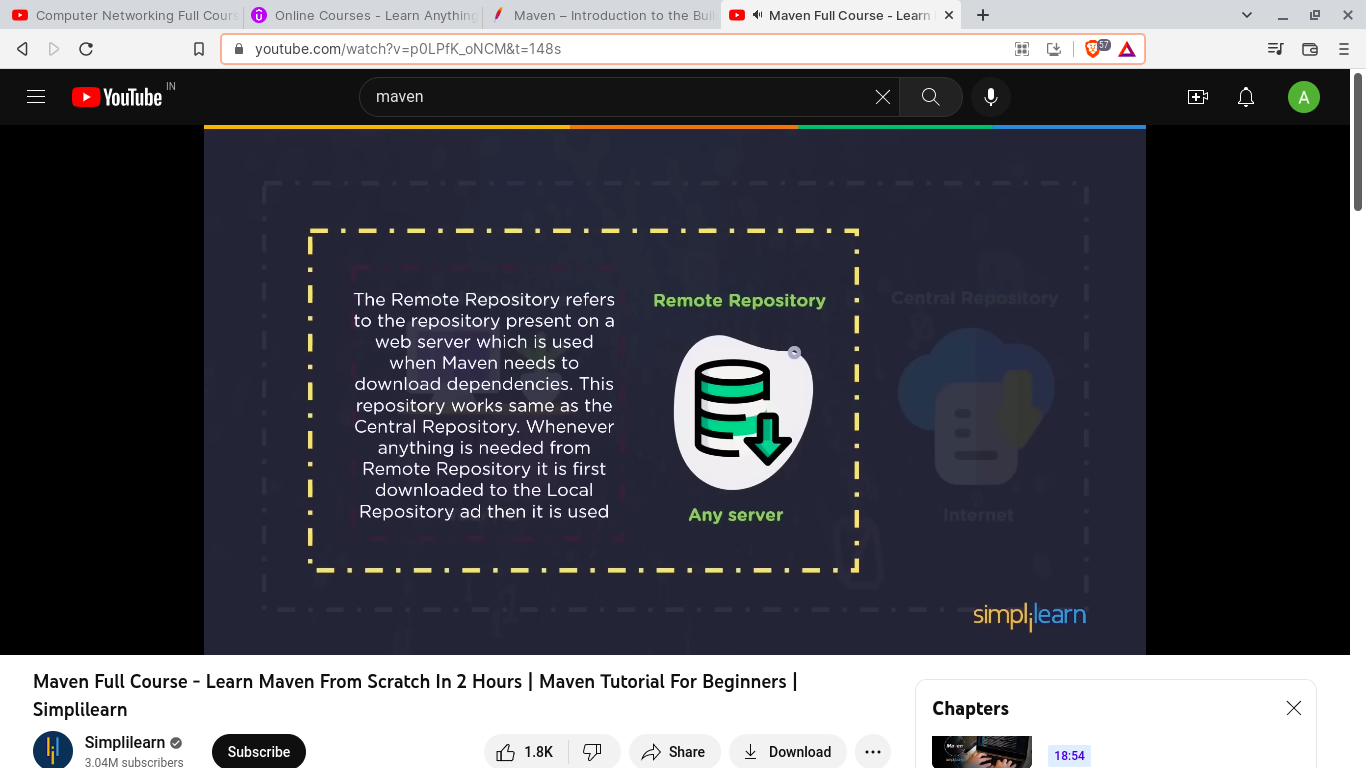 Computer Networking Full Cours
Online Courses - Learn Anything
Maven – Introduction to the Buil
Maven Full Course - Learn
youtube.com/watch?v=p0LPfK_oNCM&t=148s
57
YouTube IN
maven
A
The Remote Repository refers
to the repository present on a
web server which is used
when Maven needs to
download dependencies. This
repository works same as the
Central Repository. Whenever
anything is needed from
Remote Repository it is first
downloaded to the Local
Repository ad then it is used
Remote Repository
Any server
Central Repository
Internet
simplilearn
Maven Full Course - Learn Maven From Scratch In 2 Hours | Maven Tutorial For Beginners |
Simplilearn
Simplilearn
3.04M subscribers
Subscribe
1.8K
Share
Download
Chapters
18:54